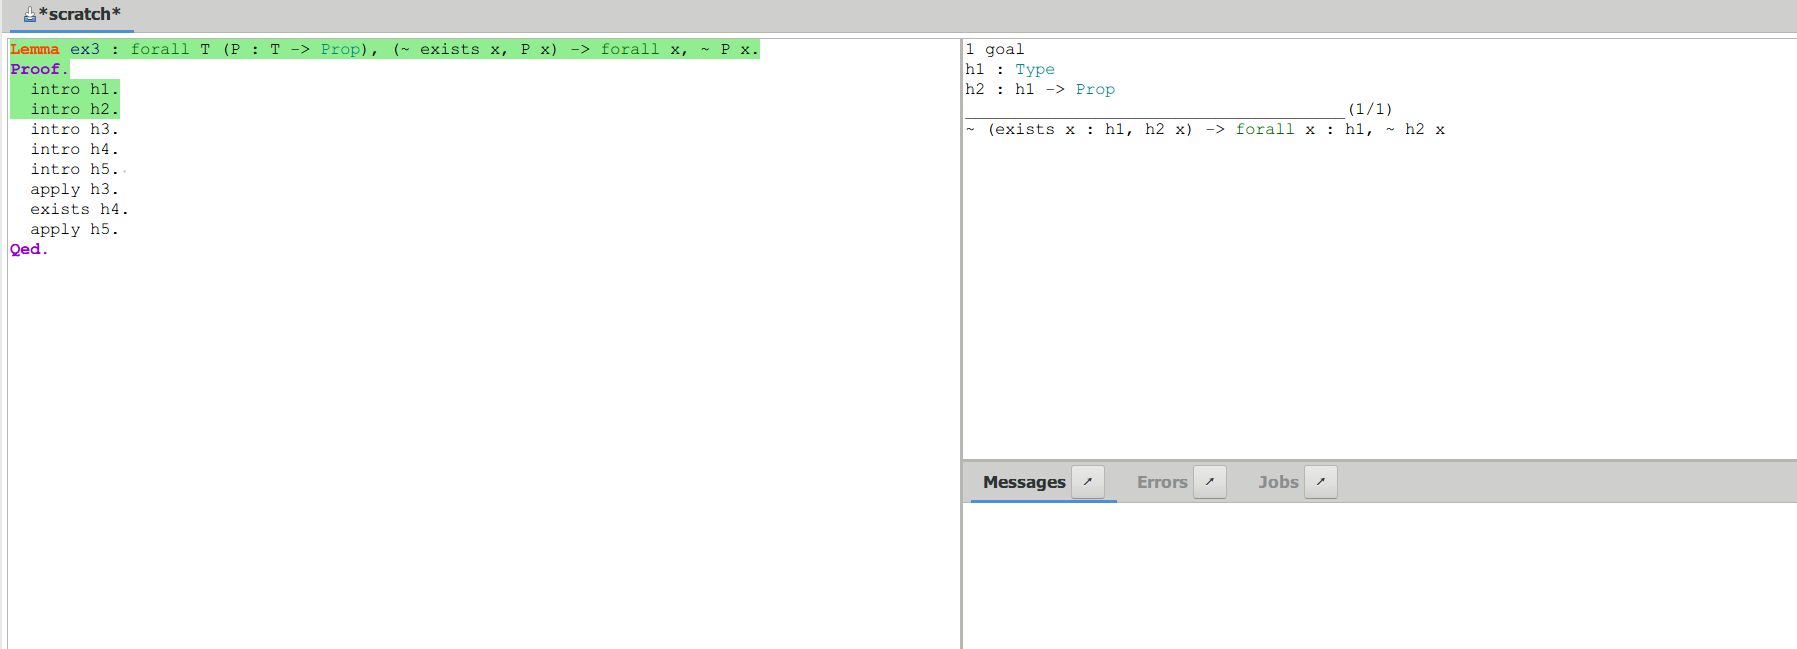 *scratch*
Lemma ex3 : forall T (P : T -> Prop), (~ exists x, P x) -> forall x, ~ P x.
Proof.
intro h1.
intro h2.
intro h3.
intro h4.
intro h5.
apply h3.
exists h4.
apply h5.
Qed.
1 goal
h1 : Type
h2 : h1 -> Prop
______________________________________(1/1)
~ (exists x : h1, h2 x) -> forall x : h1, ~ h2 x
Messages Errors Jobs